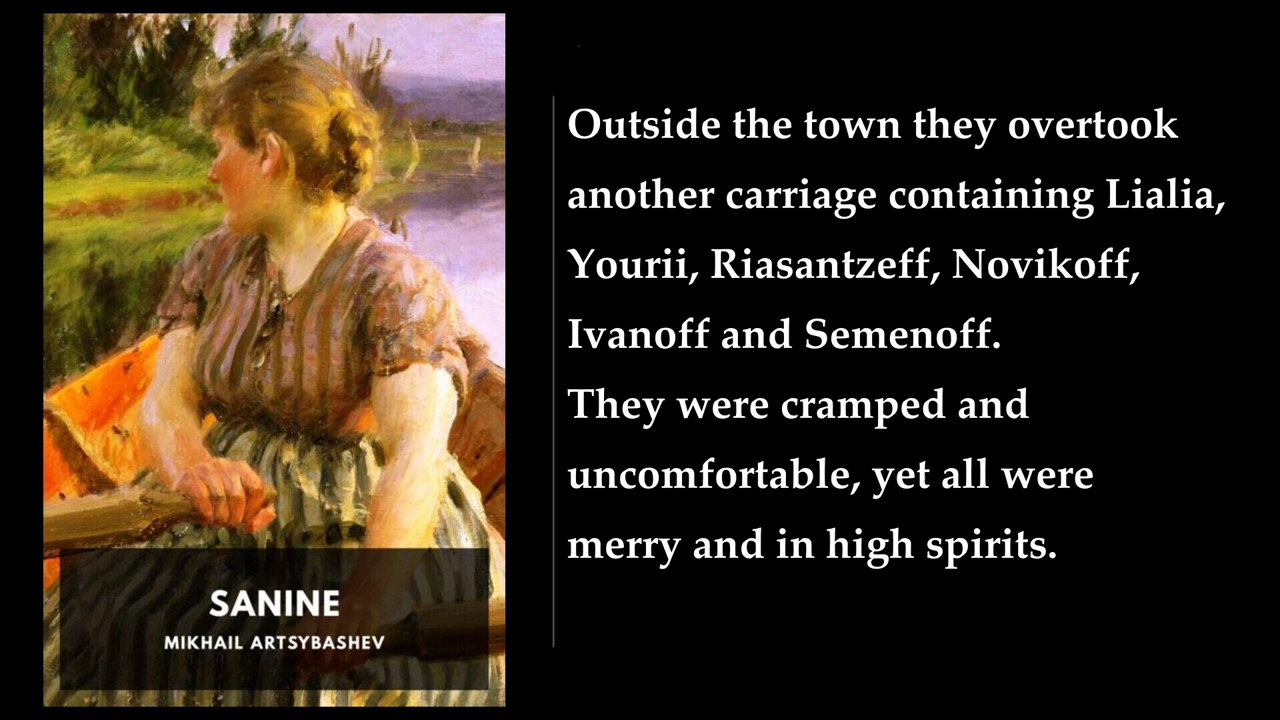 SANINE
MIKHAIL ARTSYBASHEV
Outside the town they overtook
another carriage containing Lialia,
Yourii, Riasantzeff, Novikoff,
Ivanoff and Semenoff.
They were cramped and
uncomfortable, yet all were
merry and in high spirits.